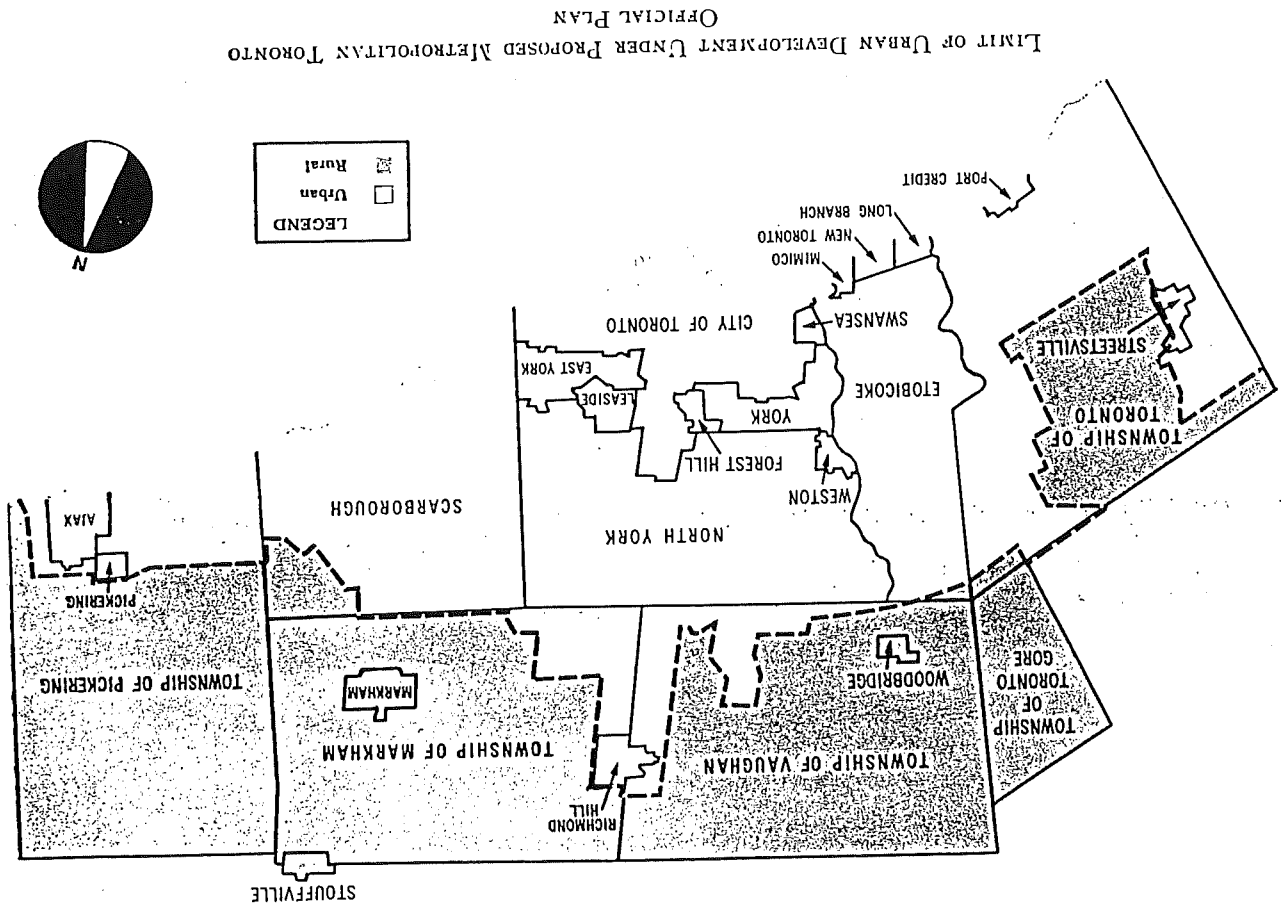 STOUFFVILLE
RICHMOND
HILL
TOWNSHIP OF VAUGHAN
TOWNSHIP OF MARKHAM
MARKHAM
TOWNSHIP OF PICKERING
TOWNSHIP
OF
TORONTO
GORE
WOODBRIDGE
PICKERING
AJAX
NORTH YORK
SCARBOROUGH
WESTON
FOREST HILL
TOWNSHIP OF
TORONTO
STREETSVILLE
ETOBICOKE
YORK
LEASIDE
EAST YORK
SWANSEA
CITY OF TORONTO
MIMICO
NEW TORONTO
LONG BRANCH
PORT CREDIT
N
LEGEND
Urban
Rural
LIMIT OF URBAN DEVELOPMENT UNDER PROPOSED METROPOLITAN TORONTO
OFFICIAL PLAN